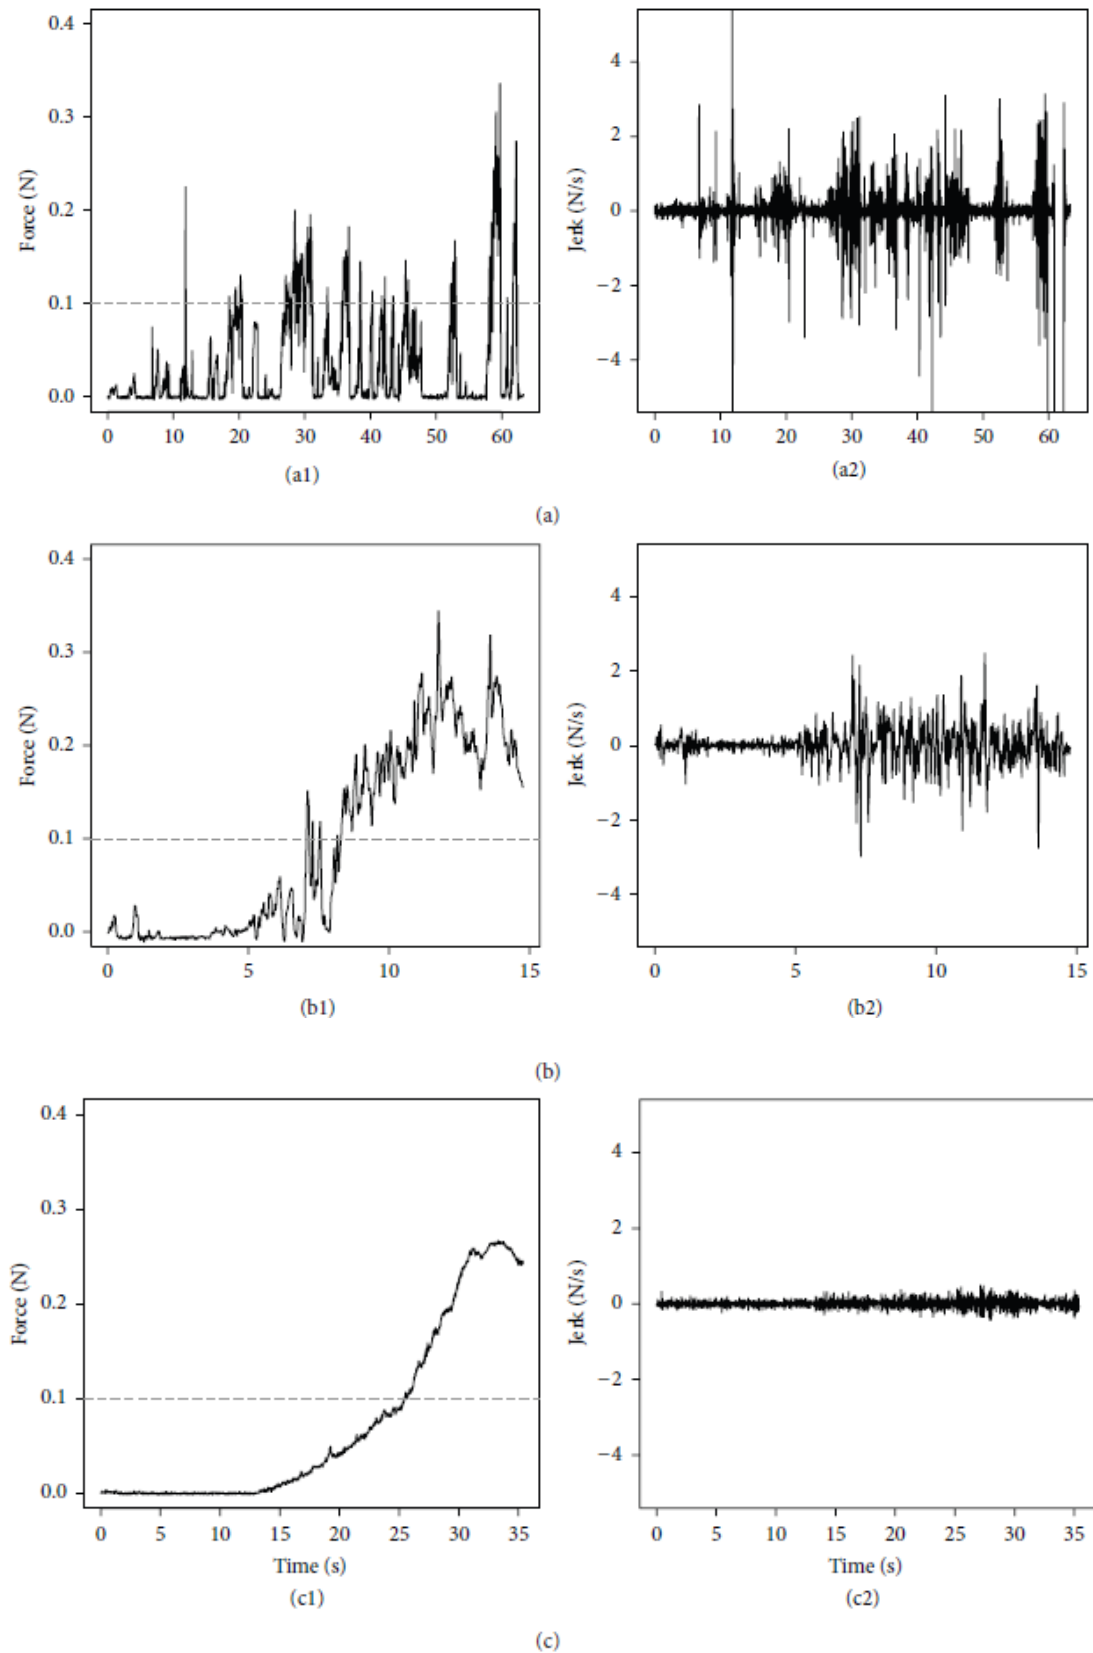 0.4
0.3
0.2
0.1
0.0
Force (N)
0 10 20 30 40 50 60
(a1)
4
2
0
−2
−4
Jerk (N/s)
0 10 20 30 40 50 60
(a2)
(a)
0.4
0.3
0.2
0.1
0.0
Force (N)
0 5 10 15
(b1)
4
2
0
−2
−4
Jerk (N/s)
0 5 10 15
(b2)
(b)
0.4
0.3
0.2
0.1
0.0
Force (N)
0 5 10 15 20 25 30 35
Time (s)
(c1)
4
2
0
−2
−4
Jerk (N/s)
0 5 10 15 20 25 30 35
Time (s)
(c2)
(c)